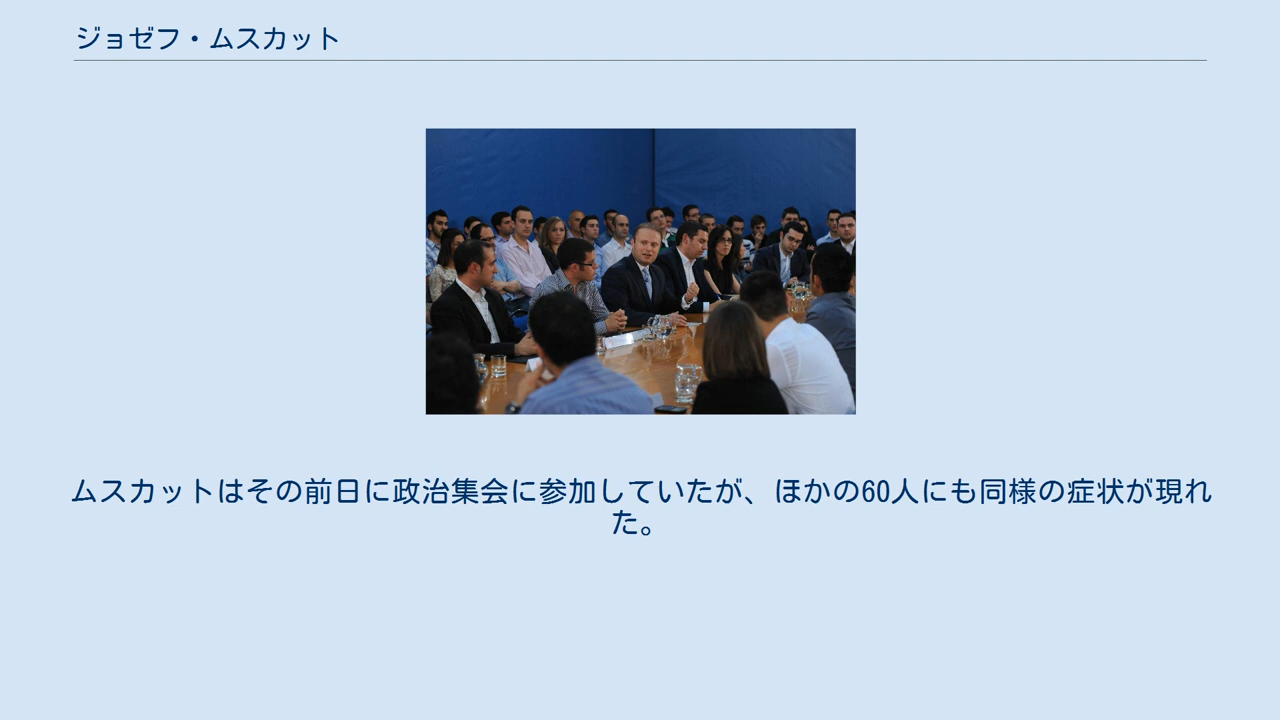 ジョゼフ・ムスカット
ムスカットはその前日に政治集会に参加していたが、ほかの60人にも同様の症状が現れ
た。